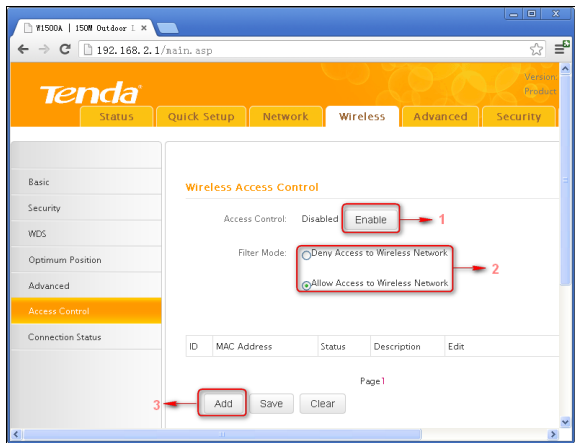 W1500A | 150M Outdoor
192.168.2.1/main.asp
Version
Product
Tenda
Status Quick Setup Network Wireless Advanced Security
Basic
Security
WDS
Optimum Position
Advanced
Access Control
Connection Status
Wireless Access Control
Access Control: Disabled Enable 1
Filter Mode: Deny Access to Wireless Network
2
Allow Access to Wireless Network
ID MAC Address Status Description Edit
Page1
3 Add Save Clear